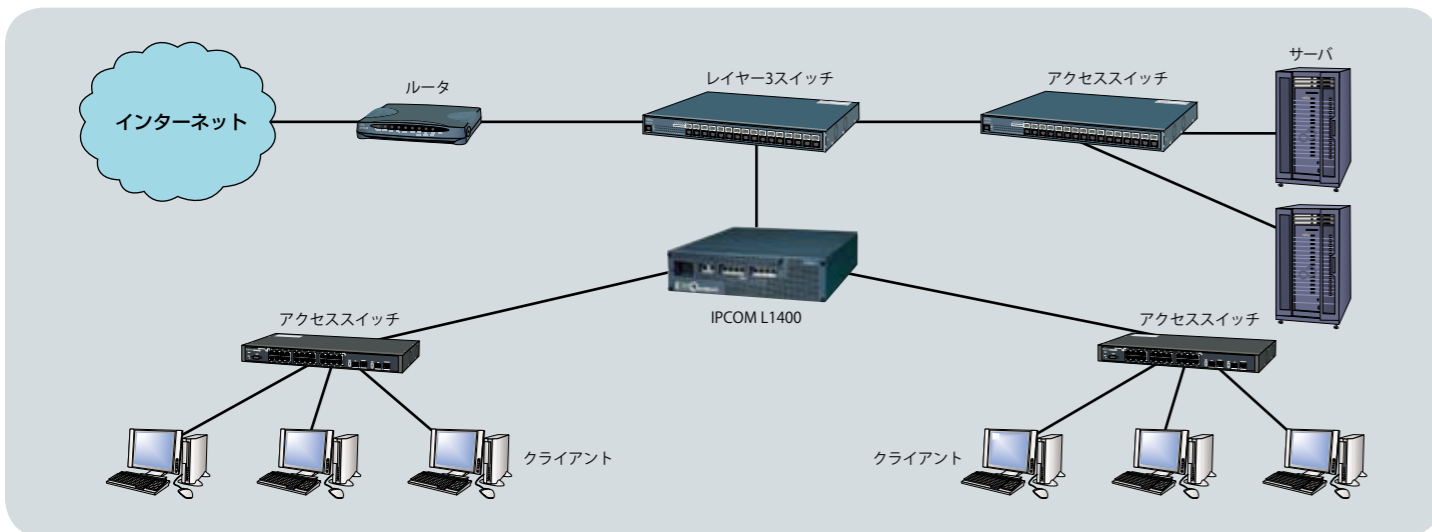 サーバ
レイヤー3スイッチ
アクセススイッチ
ルータ
インターネット
IPCOM L1400
アクセススイッチ
アクセススイッチ
クライアント
クライアント